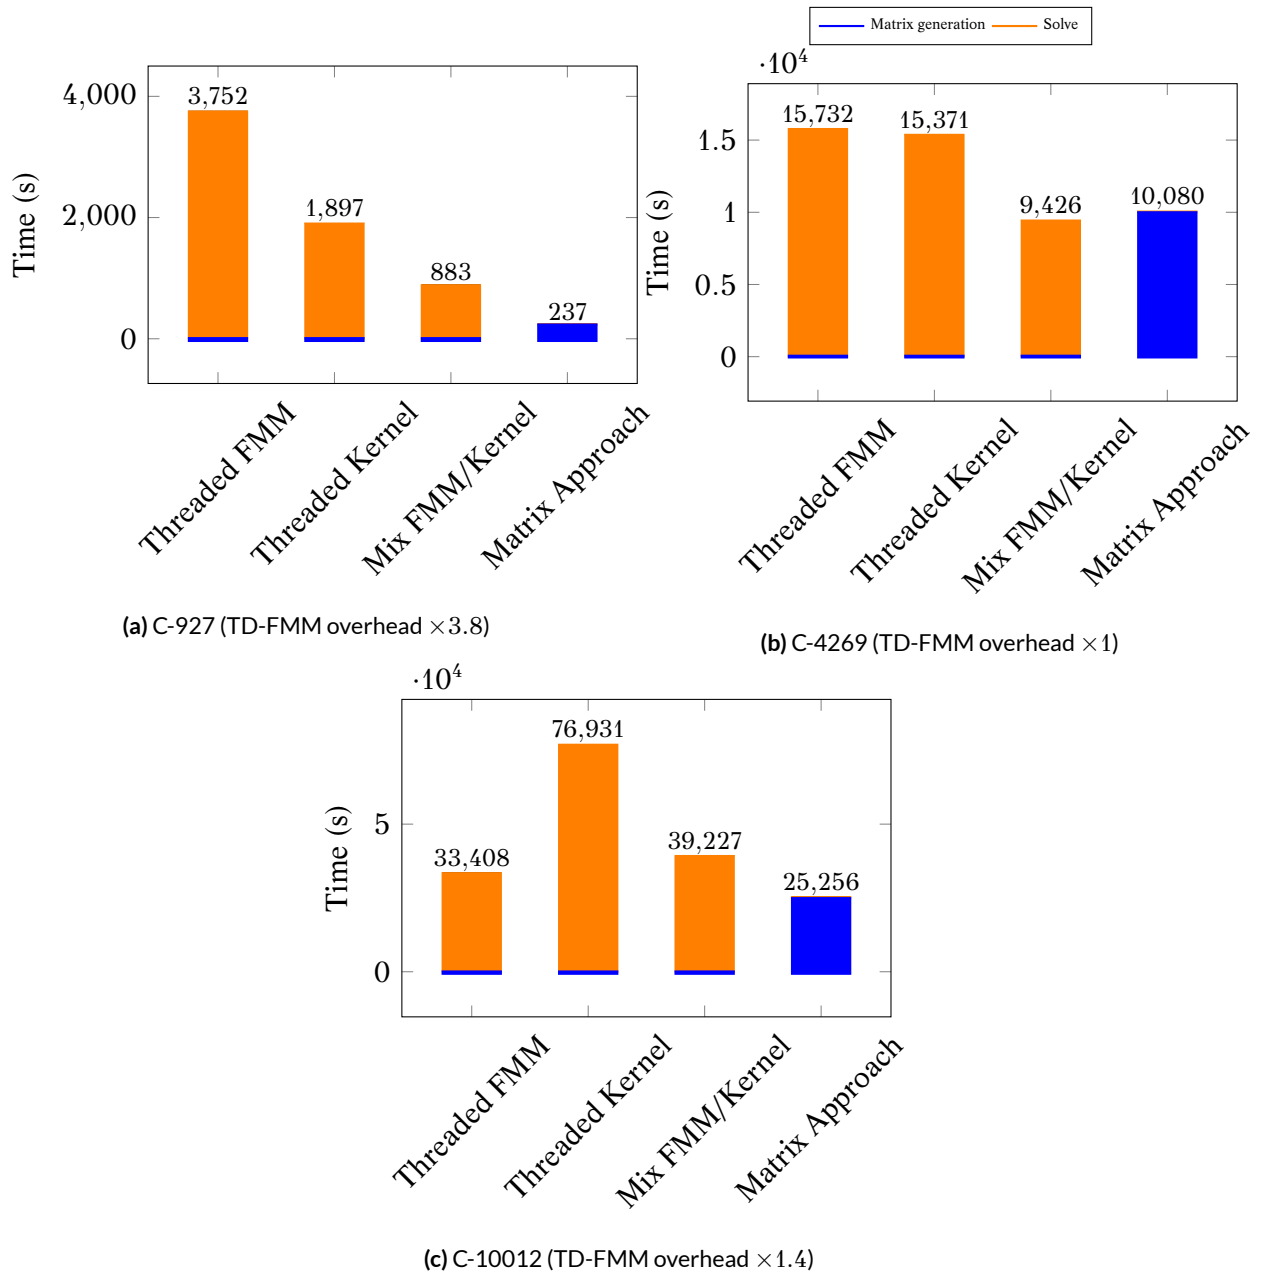 Matrix generation Solve
4,000
2,000
0
Time (s)
3,752
1,897
883
237
Threaded FMM
Threaded Kernel
Mix FMM/Kernel
Matrix Approach
(a) C-927 (TD-FMM overhead ×3.8)
·10⁴
1.5
1
0.5
0
Time (s)
15,732
15,371
9,426
10,080
Threaded FMM
Threaded Kernel
Mix FMM/Kernel
Matrix Approach
(b) C-4269 (TD-FMM overhead ×1)
·10⁴
5
0
Time (s)
33,408
76,931
39,227
25,256
Threaded FMM
Threaded Kernel
Mix FMM/Kernel
Matrix Approach
(c) C-10012 (TD-FMM overhead ×1.4)